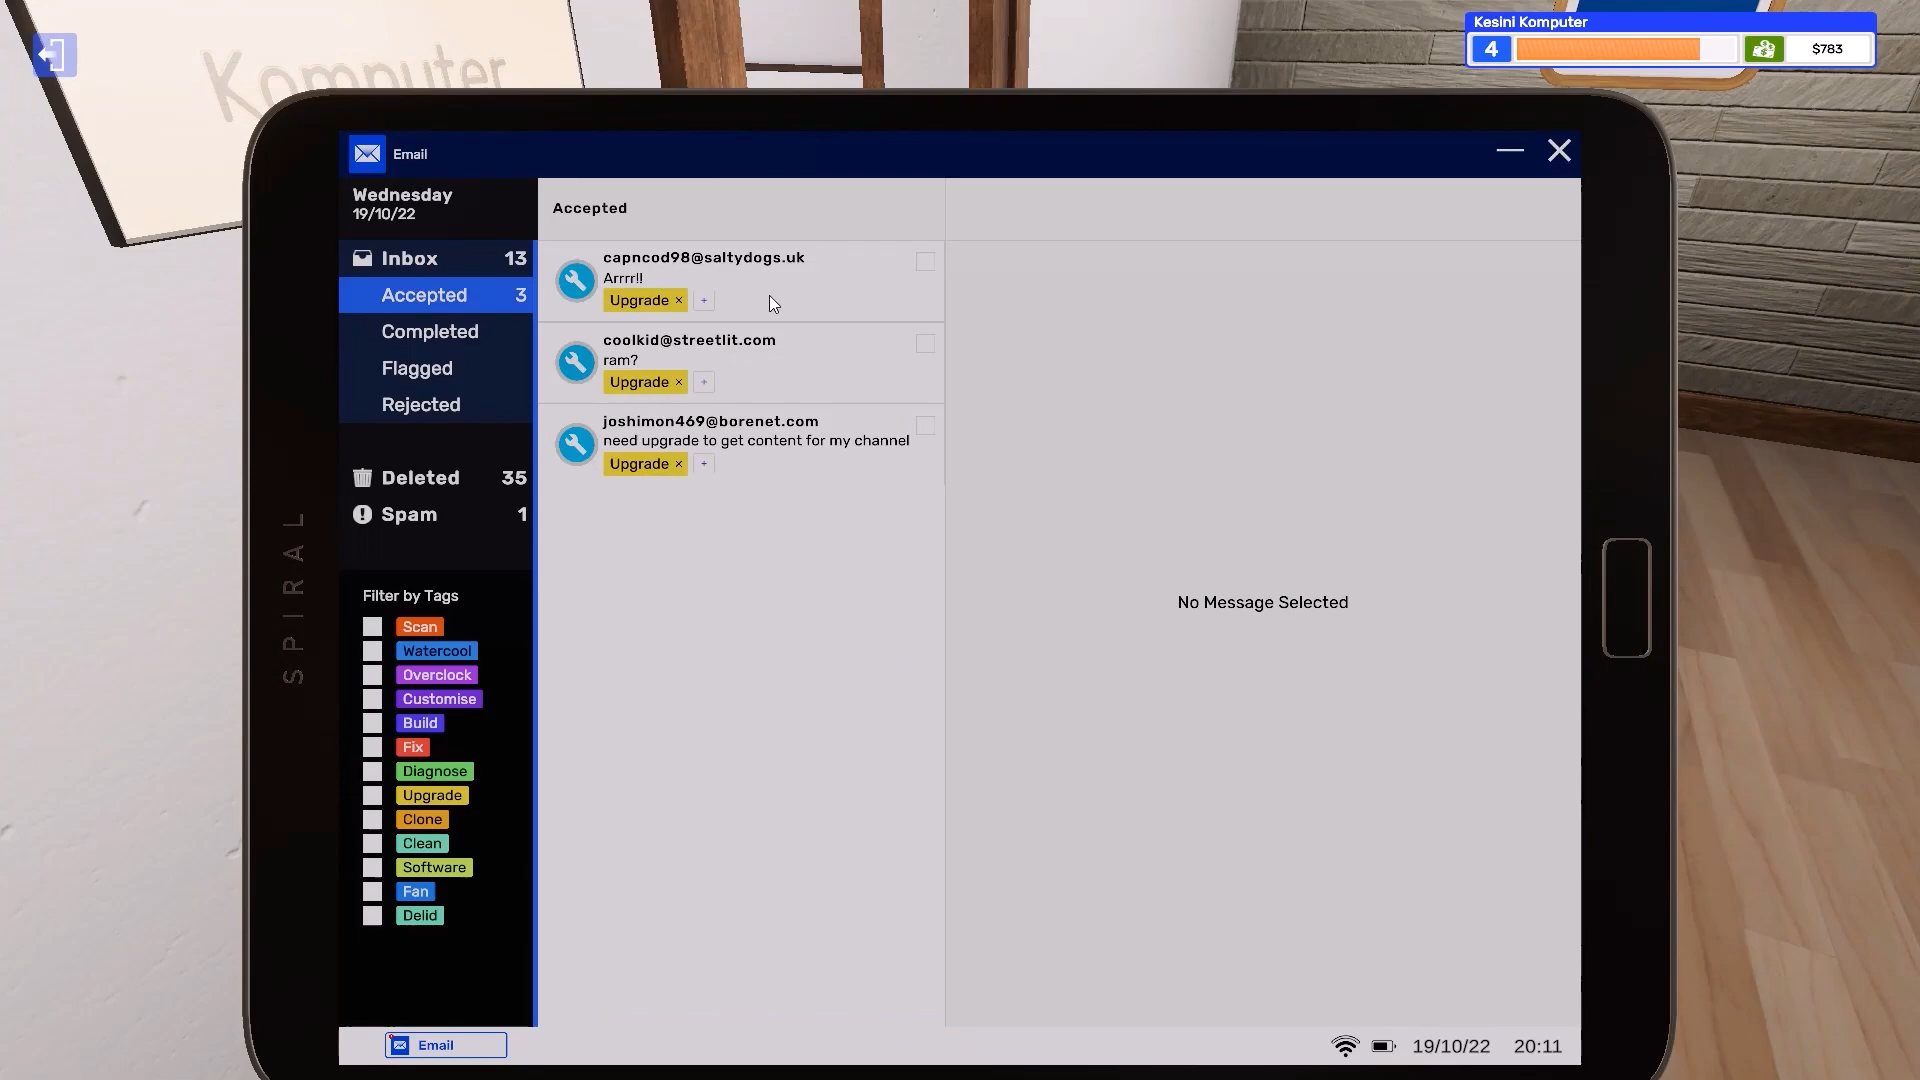 Kesini Komputer
4
$783
Komputer
Email
Wednesday
19/10/22
Inbox 13
Accepted 3
Completed
Flagged
Rejected
Deleted 35
Spam 1
Filter by Tags
Scan
Watercool
Overclock
Customise
Build
Fix
Diagnose
Upgrade
Clone
Clean
Software
Fan
Delid
Accepted
capncod98@saltydogs.uk
Arrrr!!
Upgrade × +
coolkid@streetlit.com
ram?
Upgrade × +
joshimon469@borenet.com
need upgrade to get content for my channel
Upgrade × +
No Message Selected
SPIRAL
Email
19/10/22 20:11